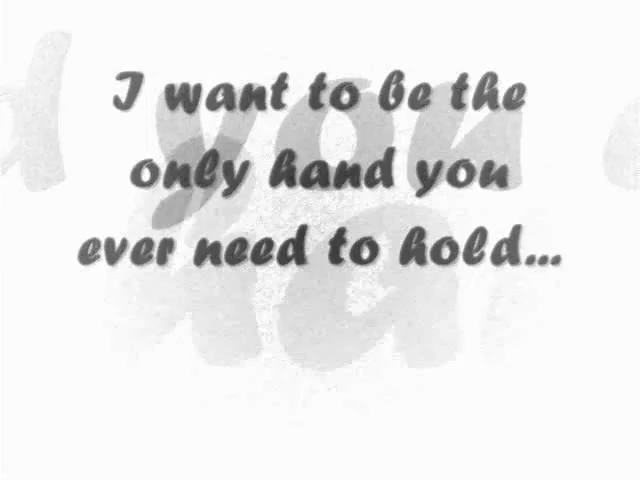 I want to be the
only hand you
ever need to hold...